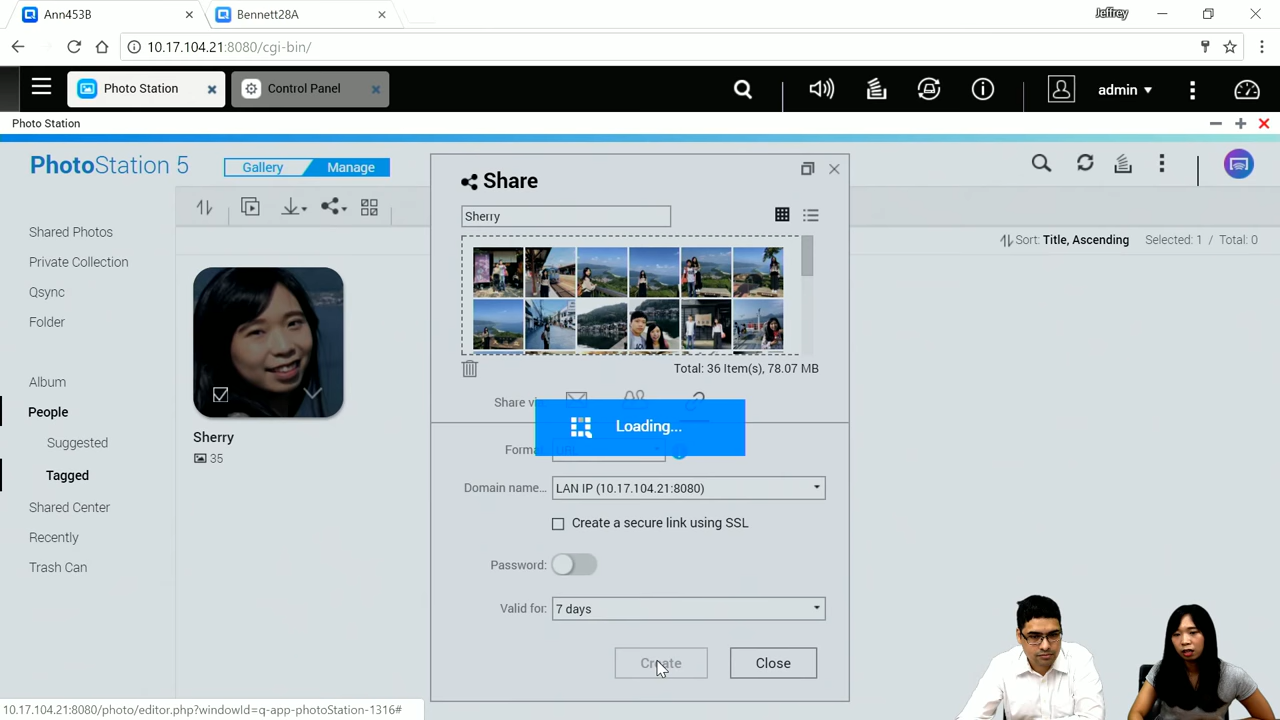 Ann453B
Bennett28A
Jeffrey
10.17.104.21:8080/cgi-bin/
Photo Station
Control Panel
admin
Photo Station
PhotoStation 5
Gallery
Manage
Sort: Title, Ascending
Selected: 1 / Total: 0
Shared Photos
Private Collection
Qsync
Folder
Album
People
Suggested
Tagged
Shared Center
Recently
Trash Can
Sherry
35
Share
Sherry
Total: 36 Item(s), 78.07 MB
Share
Loading...
Domain name...
LAN IP (10.17.104.21:8080)
Create a secure link using SSL
Password:
Valid for:
7 days
Create
Close
10.17.104.21:8080/photo/editor.php?windowId=q-app-photoStation-1316#